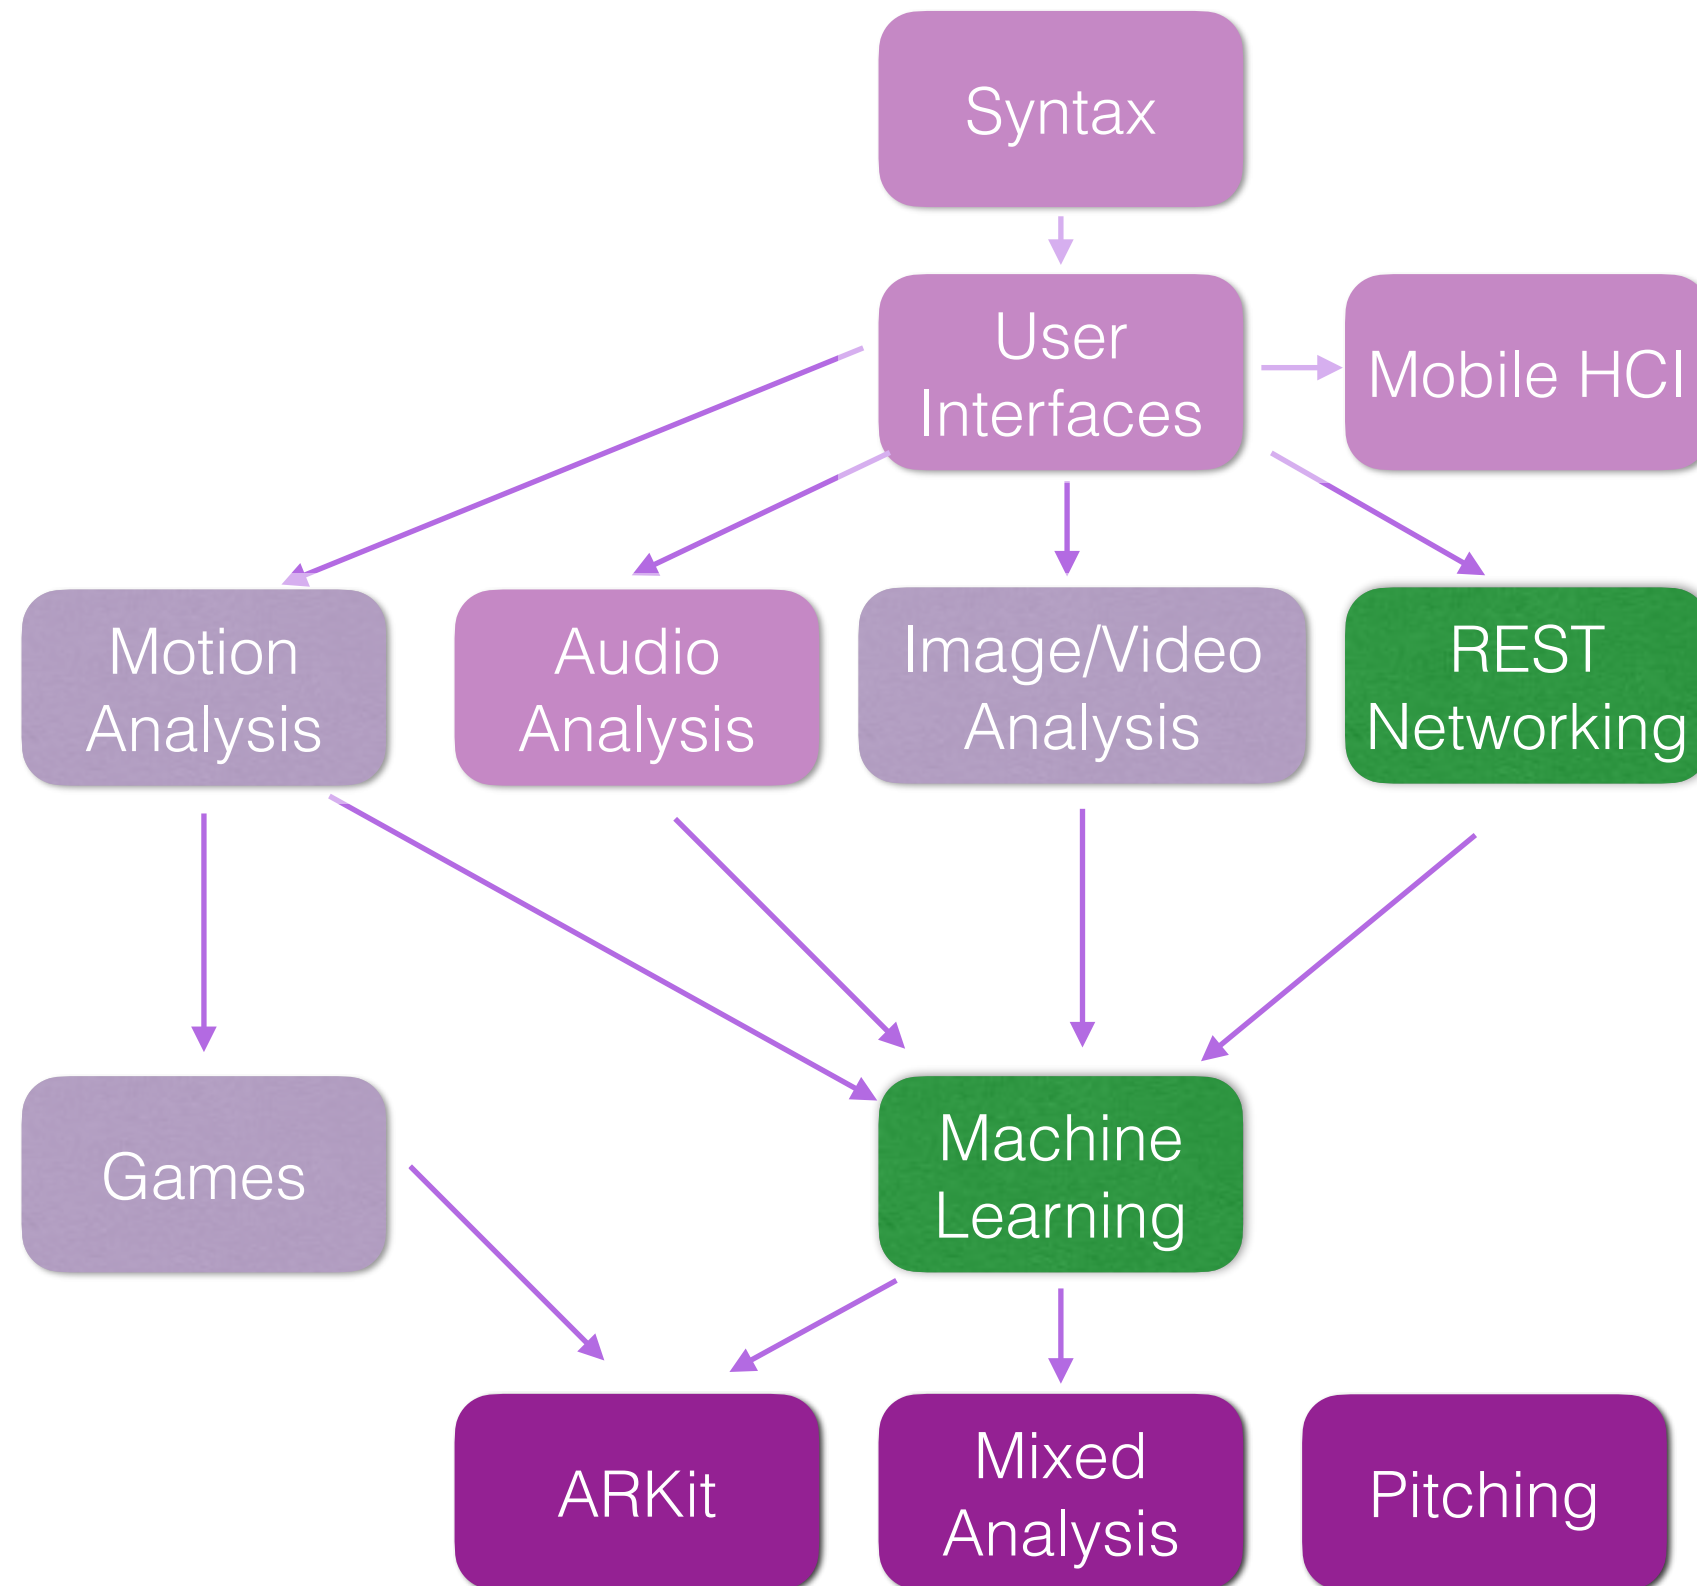 Syntax
User
Interfaces
Mobile HCI
Motion
Analysis
Audio
Analysis
Image/Video
Analysis
REST
Networking
Games
Machine
Learning
ARKit
Mixed
Analysis
Pitching